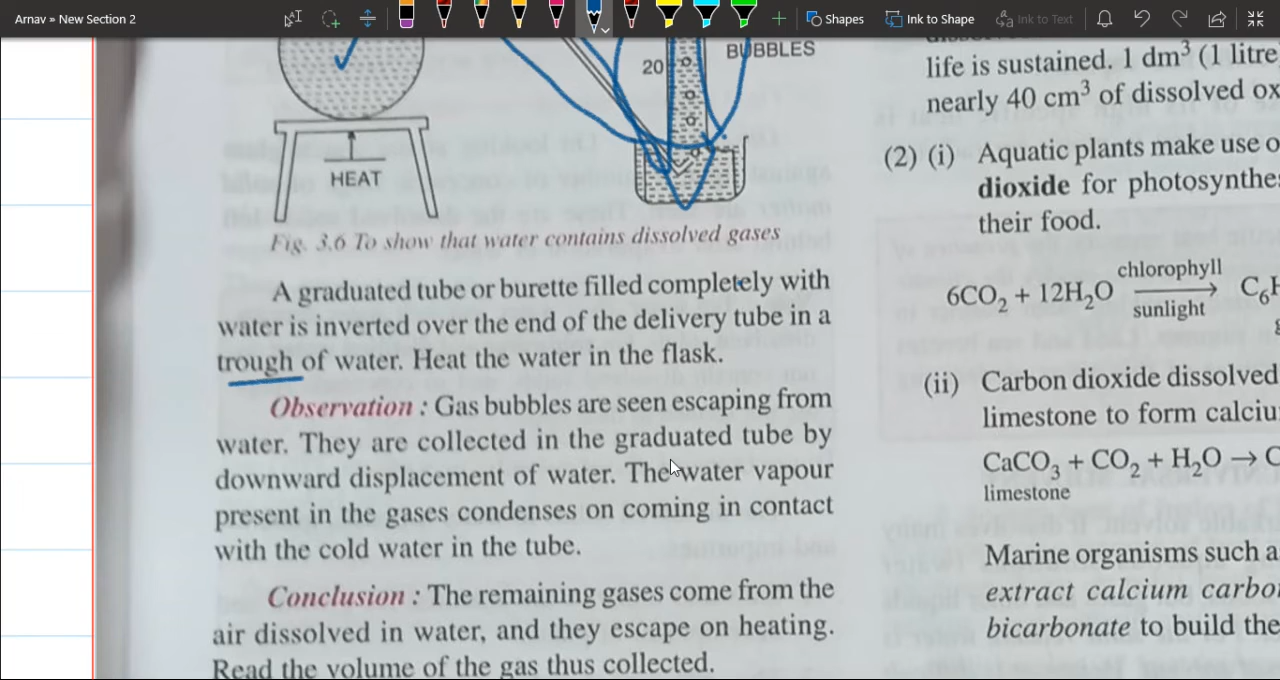 Arnav » New Section 2
Shapes
Ink to Shape
Ink to Text
BUBBLES
20
HEAT
Fig. 3.6 To show that water contains dissolved gases
A graduated tube or burette filled completely with
water is inverted over the end of the delivery tube in a
trough of water. Heat the water in the flask.
Observation : Gas bubbles are seen escaping from
water. They are collected in the graduated tube by
downward displacement of water. The water vapour
present in the gases condenses on coming in contact
with the cold water in the tube.
Conclusion : The remaining gases come from the
air dissolved in water, and they escape on heating.
Read the volume of the gas thus collected.
life is sustained. 1 dm³ (1 litre
nearly 40 cm³ of dissolved ox
(2) (i) Aquatic plants make use o
dioxide for photosynthe
their food.
chlorophyll
6CO₂ + 12H₂O → C₆H
sunlight
(ii) Carbon dioxide dissolved
limestone to form calciu
CaCO₃ + CO₂ + H₂O → C
limestone
Marine organisms such a
extract calcium carbo
bicarbonate to build the